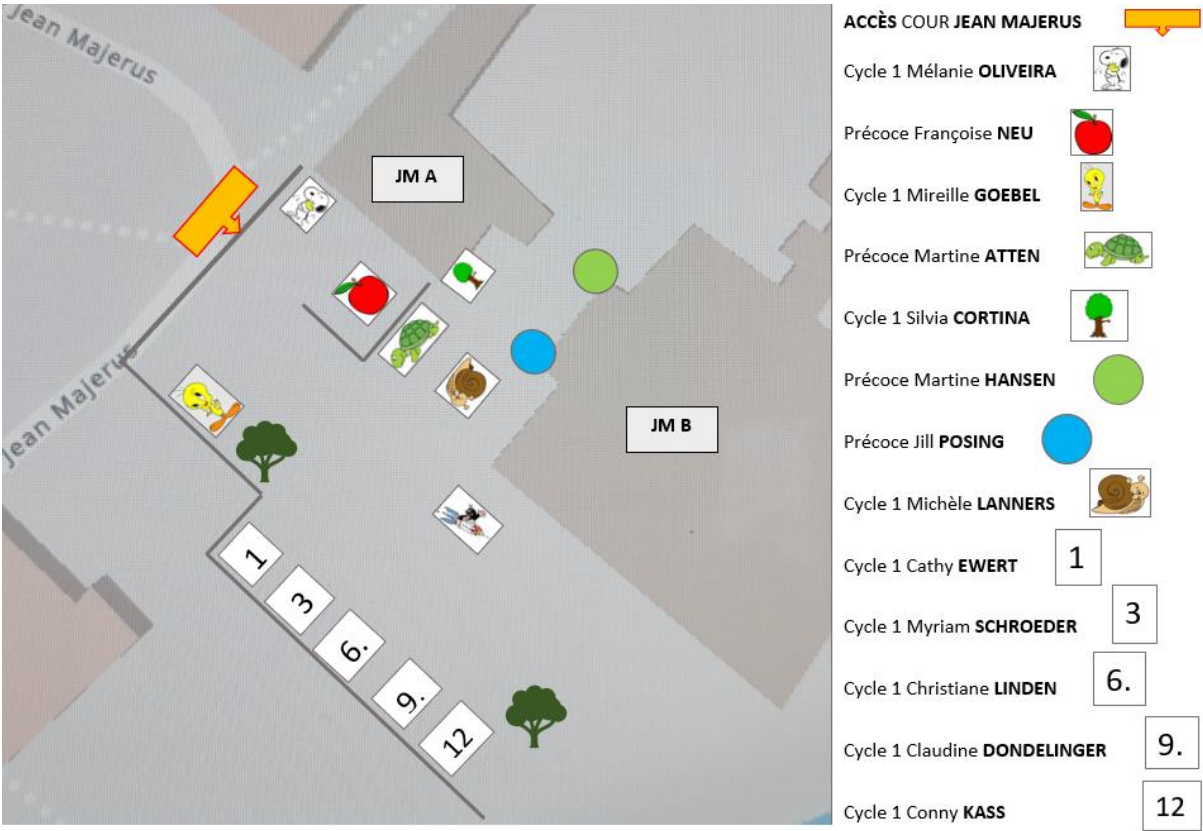 Jean Majerus
Jean Majerus
JM A
JM B
1
3
6.
9.
12
ACCÈS COUR JEAN MAJERUS
Cycle 1 Mélanie OLIVEIRA
Précoce Françoise NEU
Cycle 1 Mireille GOEBEL
Précoce Martine ATTEN
Cycle 1 Silvia CORTINA
Précoce Martine HANSEN
Précoce Jill POSING
Cycle 1 Michèle LANNERS
Cycle 1 Cathy EWERT 1
Cycle 1 Myriam SCHROEDER 3
Cycle 1 Christiane LINDEN 6.
Cycle 1 Claudine DONDELINGER 9.
Cycle 1 Conny KASS 12